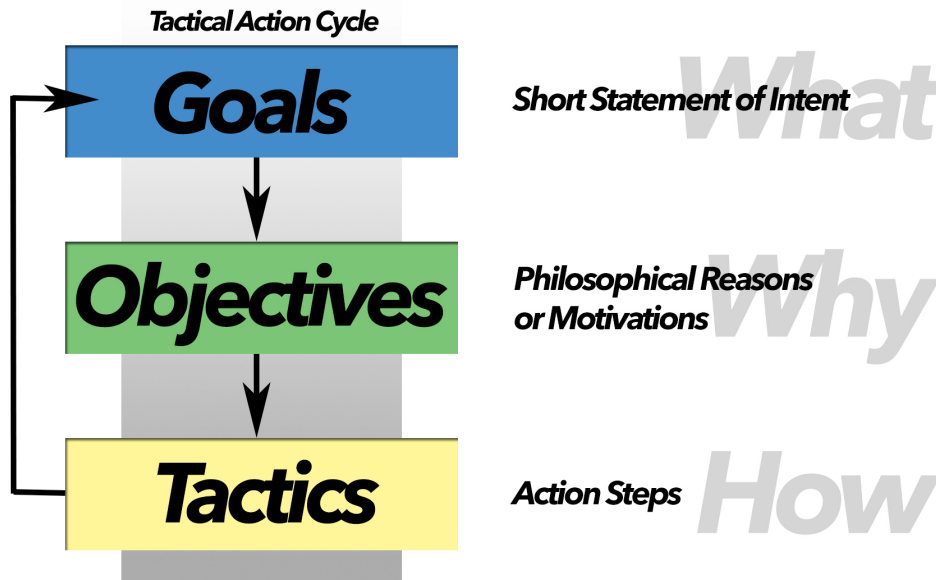 Tactical Action Cycle
Goals
Short Statement of Intent
What
Objectives
Philosophical Reasons
or Motivations
Why
Tactics
Action Steps
How